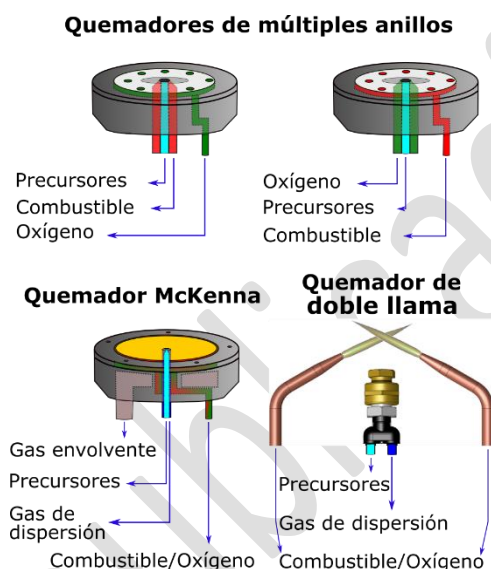 Quemadores de múltiples anillos
Precursores
Combustible
Oxígeno
Oxígeno
Precursores
Combustible
Quemador McKenna
Quemador de
doble llama
Gas envolvente
Precursores
Gas de
dispersión
Combustible/Oxígeno
Precursores
Gas de dispersión
Combustible/Oxígeno